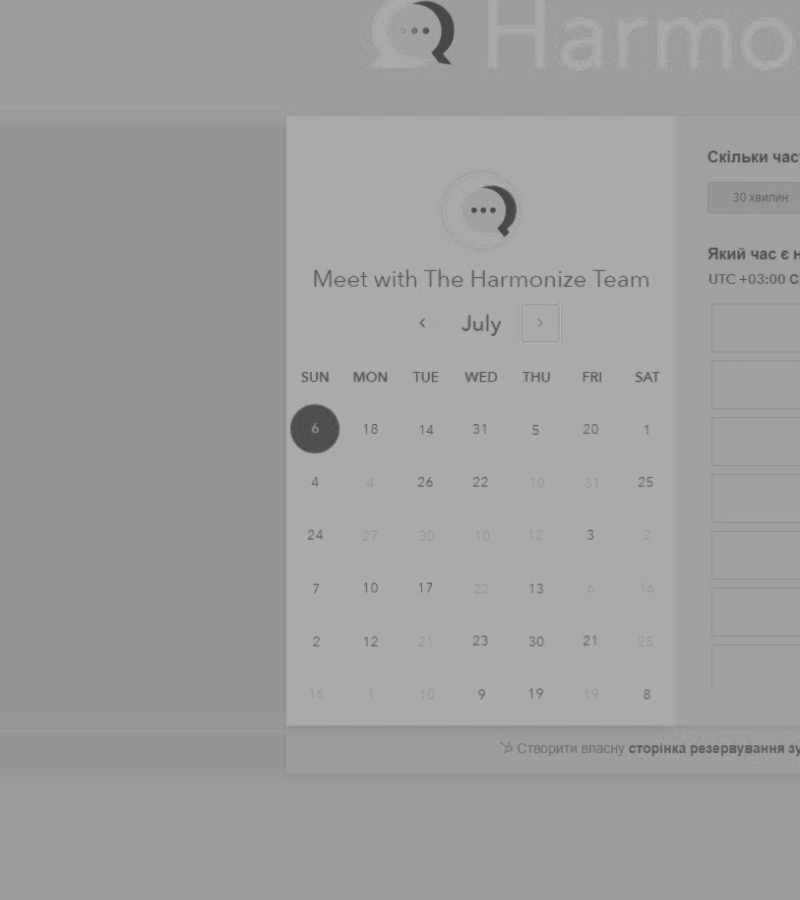 Harmo
Meet with The Harmonize Team
July
SUN MON TUE WED THU FRI SAT
6 18 14 31 5 20 1
4 4 26 22 10 31 25
24 27 30 10 12 3 2
7 10 17 22 13 6 16
2 12 21 23 30 21 25
16 1 10 9 19 19 8
Скільки час
30 хвилин
Який час є н
UTC +03:00 С
Створити власну сторінка резервування зу